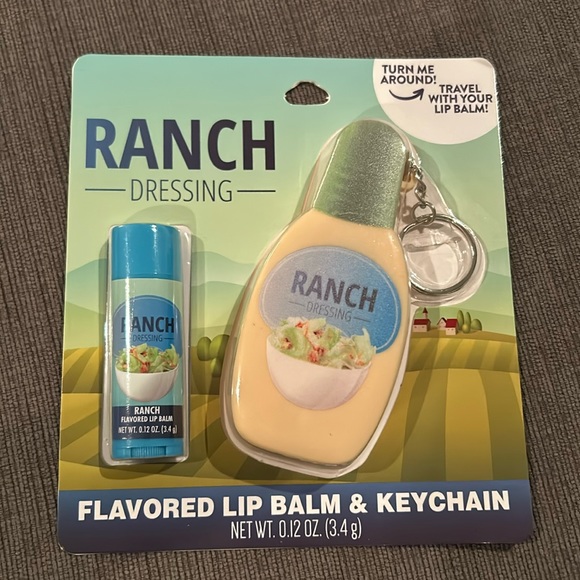 TURN ME
AROUND!
TRAVEL
WITH YOUR
LIP BALM!
RANCH
DRESSING
RANCH
DRESSING
RANCH
DRESSING
RANCH
FLAVORED LIP BALM
NET WT. 0.12 OZ. (3.4 g)
FLAVORED LIP BALM & KEYCHAIN
NET WT. 0.12 OZ. (3.4 g)